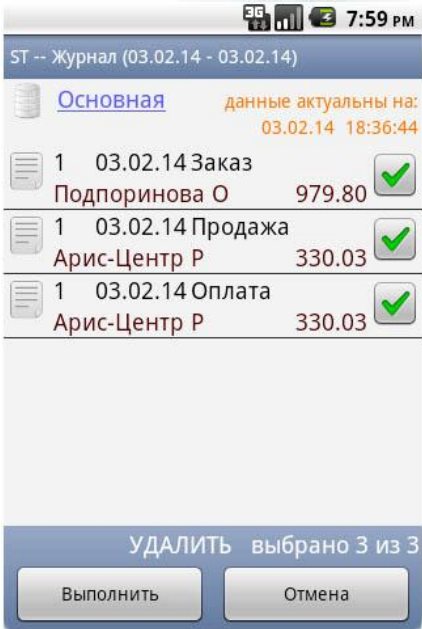 3G 7:59 PM
ST -- Журнал (03.02.14 - 03.02.14)
Основная данные актуальны на:
03.02.14 18:36:44
1 03.02.14 Заказ
Подпоринова О 979.80
1 03.02.14 Продажа
Арис-Центр Р 330.03
1 03.02.14 Оплата
Арис-Центр Р 330.03
УДАЛИТЬ выбрано 3 из 3
Выполнить Отмена